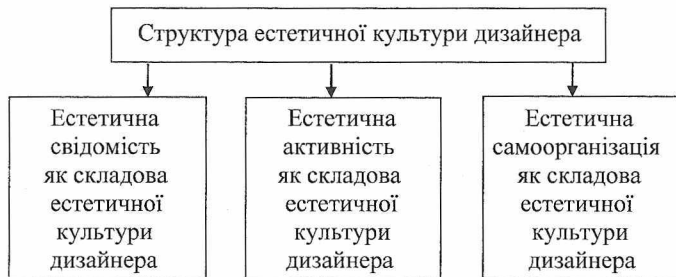 Структура естетичної культури дизайнера
Естетична
свідомість
як складова
естетичної
культури
дизайнера
Естетична
активність
як складова
естетичної
культури
дизайнера
Естетична
самоорганізація
як складова
естетичної
культури
дизайнера